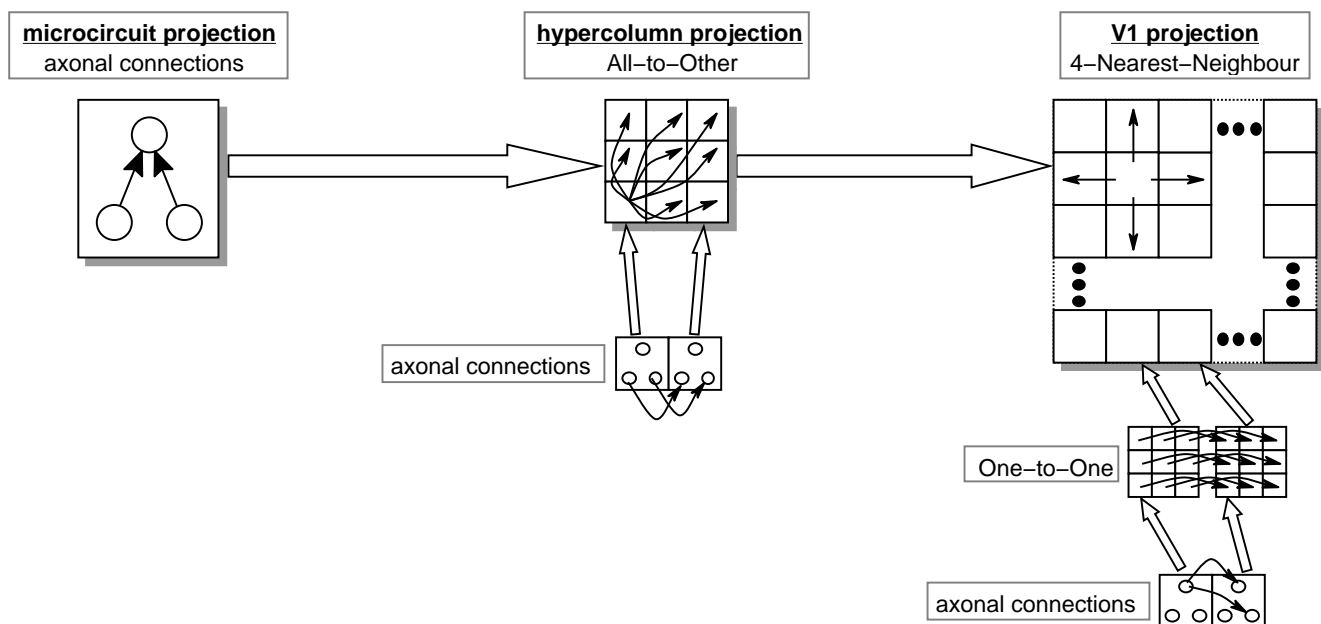 microcircuit projection
axonal connections
hypercolumn projection
All−to−Other
V1 projection
4−Nearest−Neighbour
axonal connections
One−to−One
axonal connections